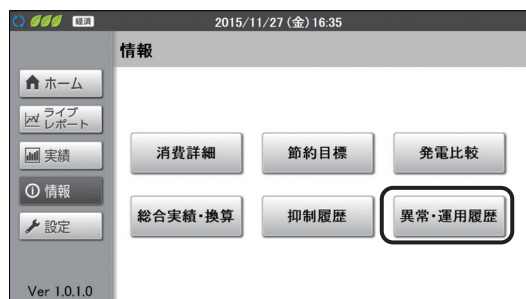 経済 2015/11/27(金)16:35
情報
ホーム
ライブ
レポート
実績
情報
設定
消費詳細 節約目標 発電比較
総合実績・換算 抑制履歴 異常・運用履歴
Ver 1.0.1.0